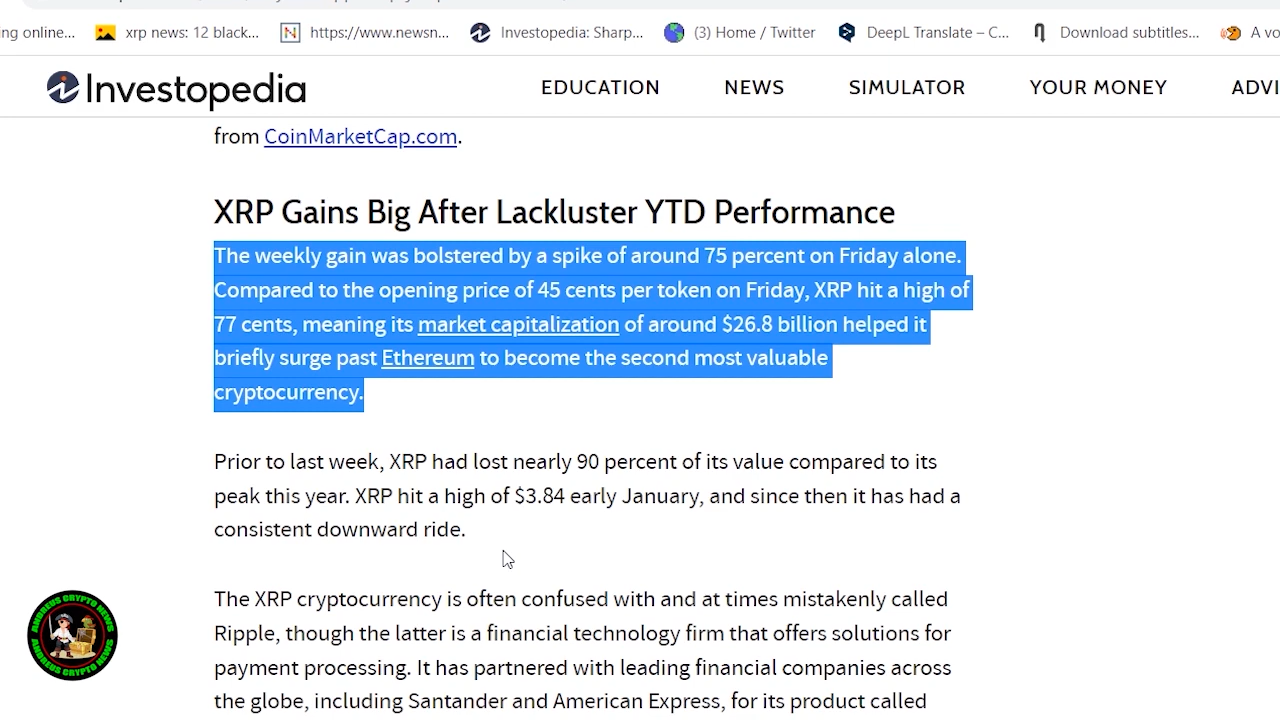 ng online...
xrp news: 12 black...
https://www.newsn...
Investopedia: Sharp...
(3) Home / Twitter
DeepL Translate – C...
Download subtitles...
A vo
Investopedia
EDUCATION
NEWS
SIMULATOR
YOUR MONEY
ADVI
from CoinMarketCap.com.
XRP Gains Big After Lackluster YTD Performance
The weekly gain was bolstered by a spike of around 75 percent on Friday alone.
Compared to the opening price of 45 cents per token on Friday, XRP hit a high of
77 cents, meaning its market capitalization of around $26.8 billion helped it
briefly surge past Ethereum to become the second most valuable
cryptocurrency.
Prior to last week, XRP had lost nearly 90 percent of its value compared to its
peak this year. XRP hit a high of $3.84 early January, and since then it has had a
consistent downward ride.
The XRP cryptocurrency is often confused with and at times mistakenly called
Ripple, though the latter is a financial technology firm that offers solutions for
payment processing. It has partnered with leading financial companies across
the globe, including Santander and American Express, for its product called
ANDREUS CRYPTO NEWS
ANDREUS CRYPTO NEWS